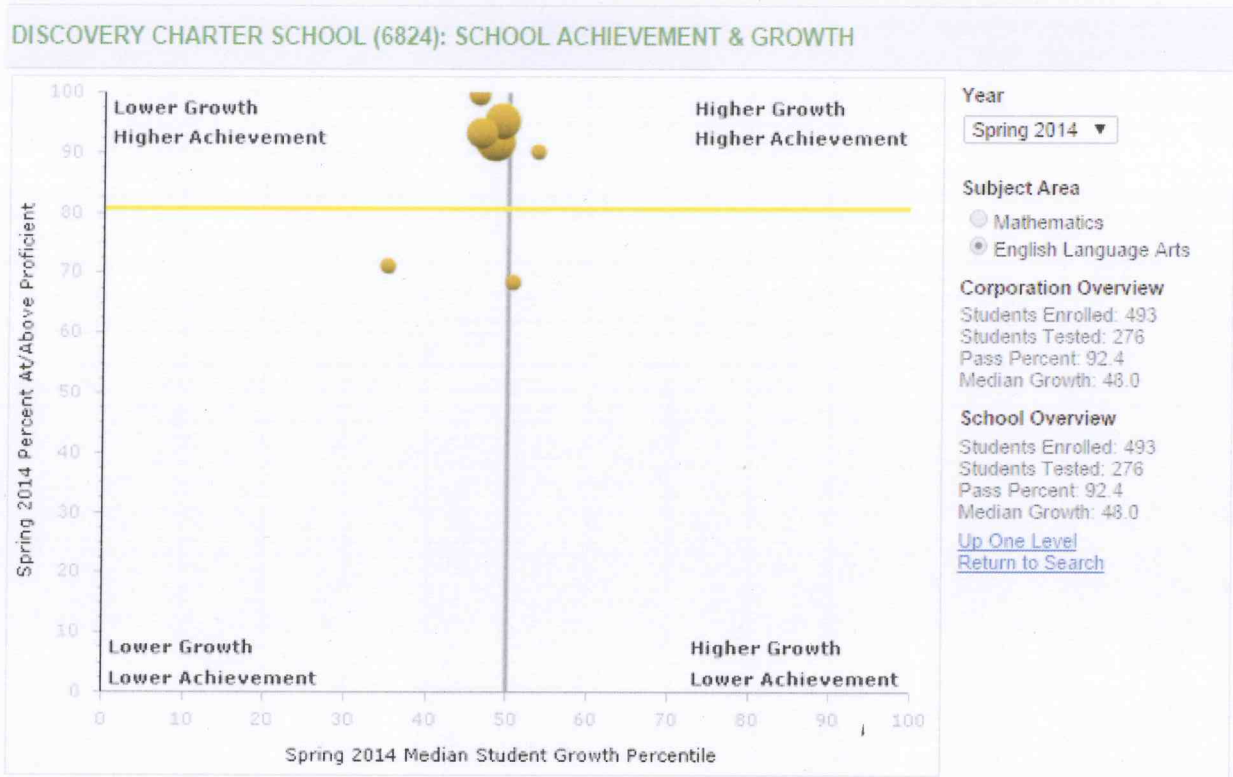 DISCOVERY CHARTER SCHOOL (6824): SCHOOL ACHIEVEMENT & GROWTH
100
90
80
70
60
50
40
30
20
10
0
Spring 2014 Percent At/Above Proficient
Lower Growth
Higher Achievement
Higher Growth
Higher Achievement
Lower Growth
Lower Achievement
Higher Growth
Lower Achievement
0 10 20 30 40 50 60 70 80 90 100
Spring 2014 Median Student Growth Percentile
Year
Spring 2014 ▼
Subject Area
Mathematics
English Language Arts
Corporation Overview
Students Enrolled: 493
Students Tested: 276
Pass Percent: 92.4
Median Growth: 48.0
School Overview
Students Enrolled: 493
Students Tested: 276
Pass Percent: 92.4
Median Growth: 48.0
Up One Level
Return to Search